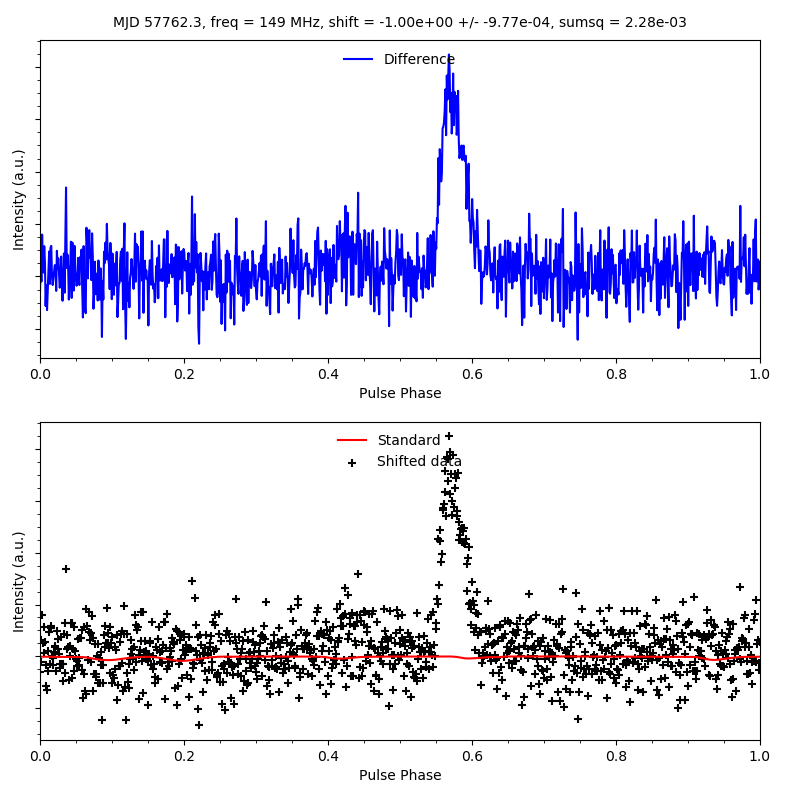 MJD 57762.3, freq = 149 MHz, shift = -1.00e+00 +/- -9.77e-04, sumsq = 2.28e-03
Difference
Intensity (a.u.)
0.0 0.2 0.4 0.6 0.8 1.0
Pulse Phase
Standard
Shifted data
Intensity (a.u.)
0.0 0.2 0.4 0.6 0.8 1.0
Pulse Phase